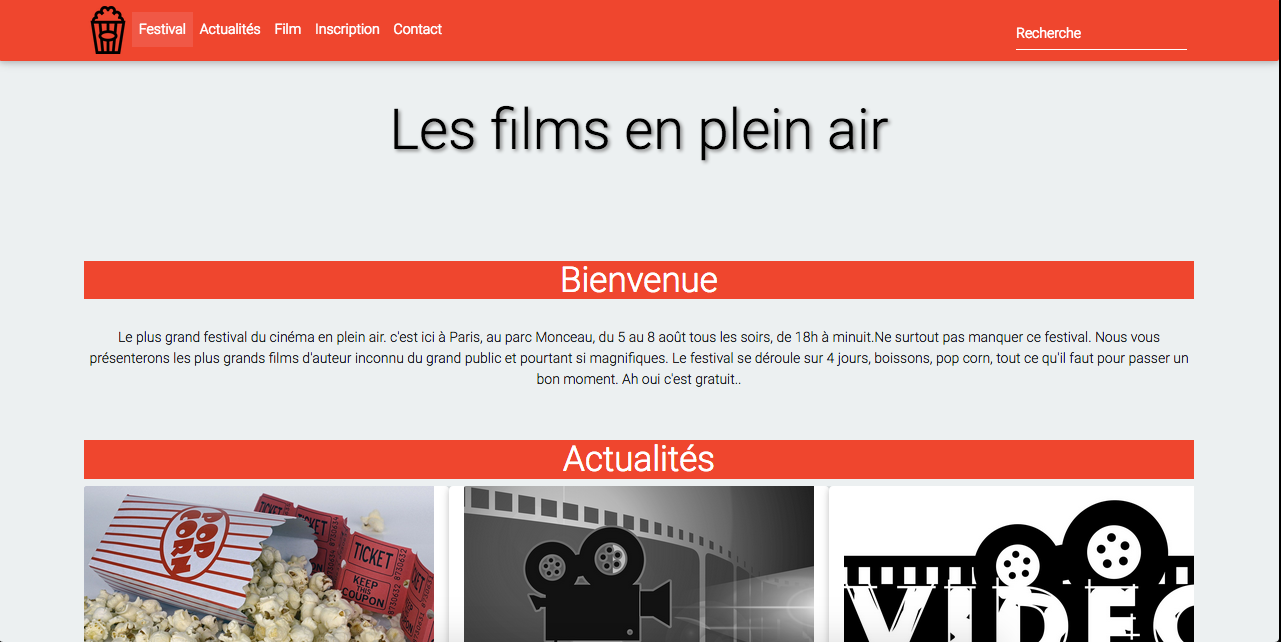 Festival Actualités Film Inscription Contact Recherche
Les films en plein air
Bienvenue
Le plus grand festival du cinéma en plein air. c'est ici à Paris, au parc Monceau, du 5 au 8 août tous les soirs, de 18h à minuit.Ne surtout pas manquer ce festival. Nous vous
présenterons les plus grands films d'auteur inconnu du grand public et pourtant si magnifiques. Le festival se déroule sur 4 jours, boissons, pop corn, tout ce qu'il faut pour passer un
bon moment. Ah oui c'est gratuit..
Actualités
POP
CORN
TICKET
TICKET
TICKET
KEEP
THIS
COUPON
8730632
VIDEO